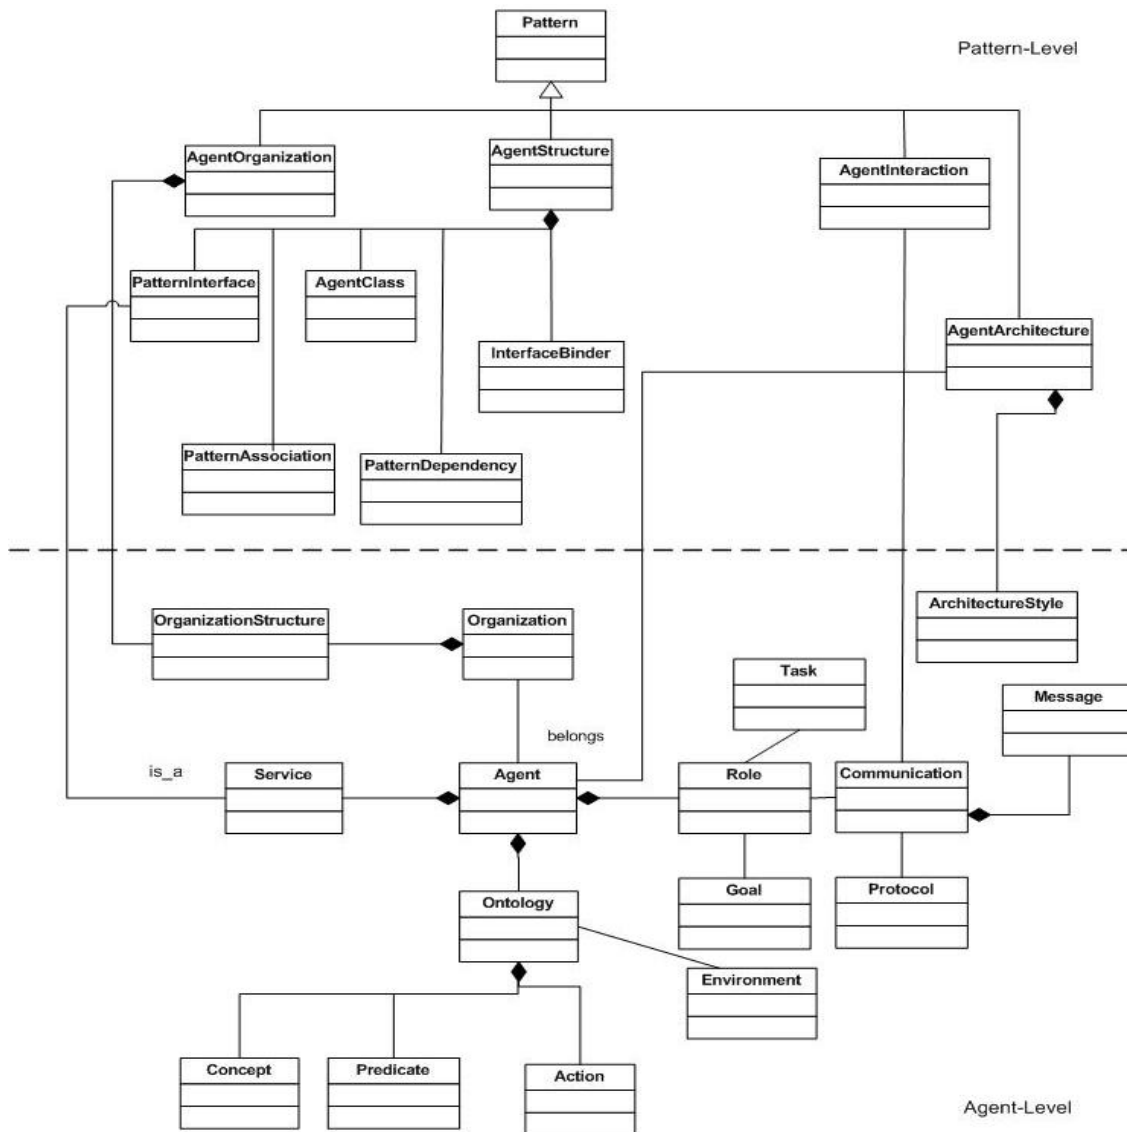 Pattern
Pattern-Level
AgentOrganization
AgentStructure
AgentInteraction
PatternInterface
AgentClass
InterfaceBinder
AgentArchitecture
PatternAssociation
PatternDependency
ArchitectureStyle
OrganizationStructure
Organization
Task
Message
belongs
is_a
Service
Agent
Role
Communication
Ontology
Goal
Protocol
Environment
Concept
Predicate
Action
Agent-Level